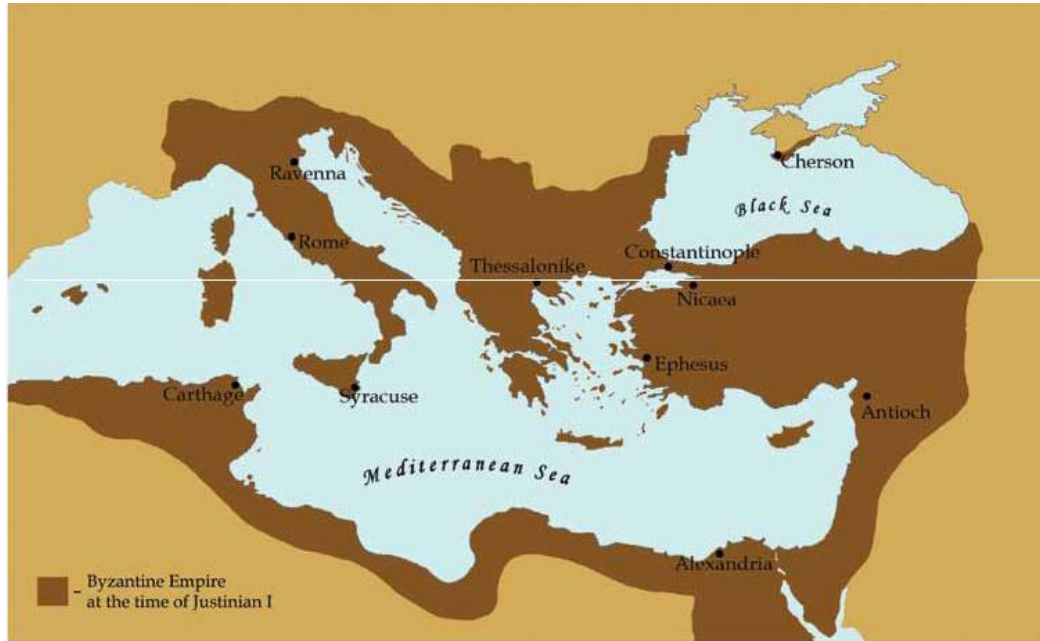 Ravenna
Cherson
Black Sea
Rome
Constantinople
Thessalonike
Nicaea
Ephesus
Carthage
Syracuse
Antioch
Mediterranean Sea
Alexandria
- Byzantine Empire
at the time of Justinian I